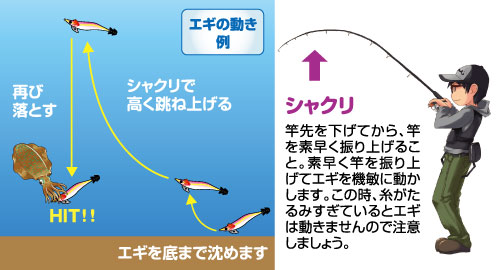 エギの動き
例
再び
落とす
シャクリで
高く跳ね上げる
HIT!!
エギを底まで沈めます
シャクリ
竿先を下げてから、竿
を素早く振り上げるこ
と。素早く竿を振り上
げてエギを機敏に動か
します。この時、糸がた
るみすぎているとエギ
は動きませんので注意
しましょう。